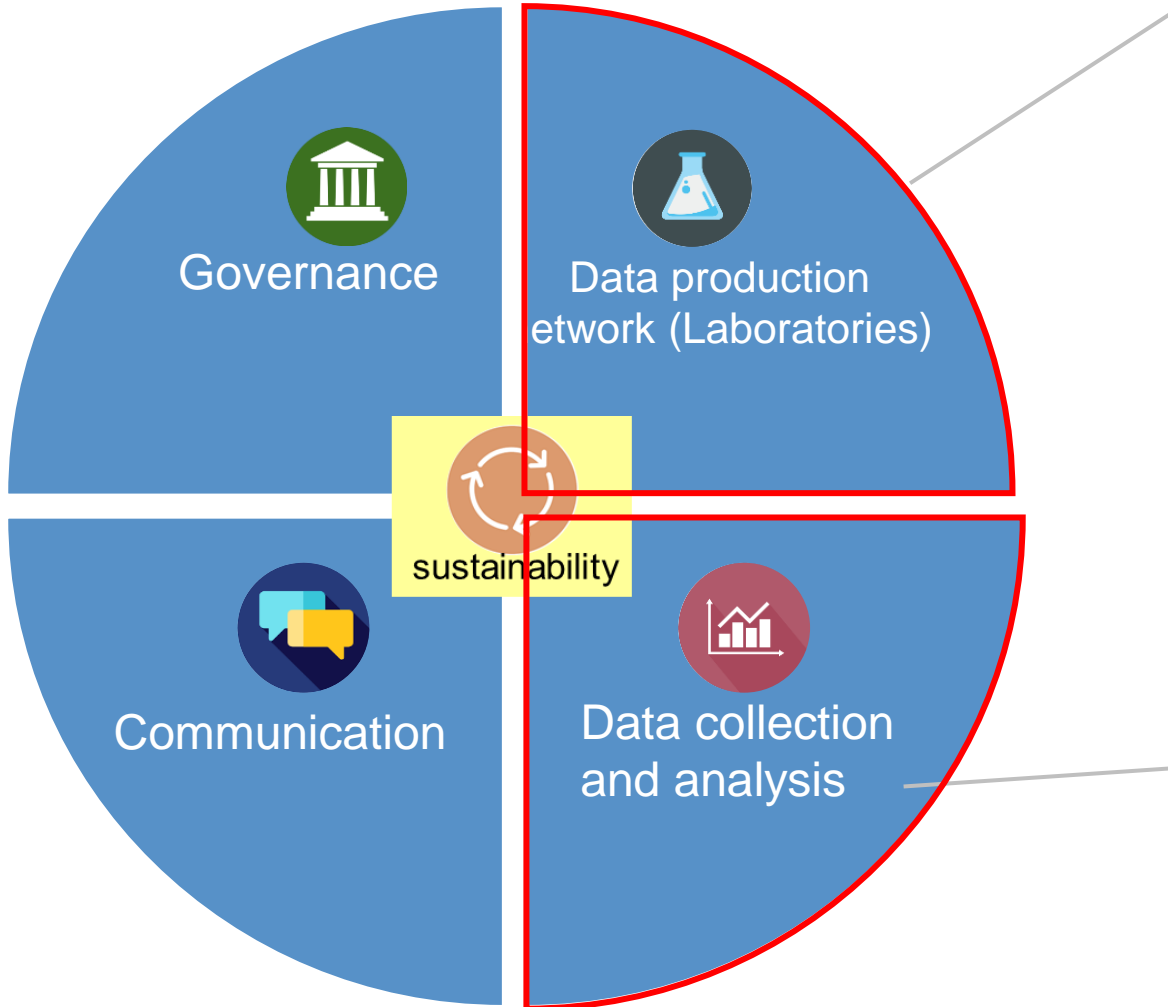 Governance
Data production
etwork (Laboratories)
sustainability
Communication
Data collection
and analysis